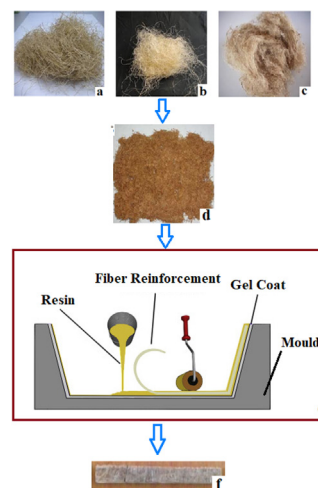 a
b
c
d
Fiber Reinforcement
Gel Coat
Resin
Mould
f